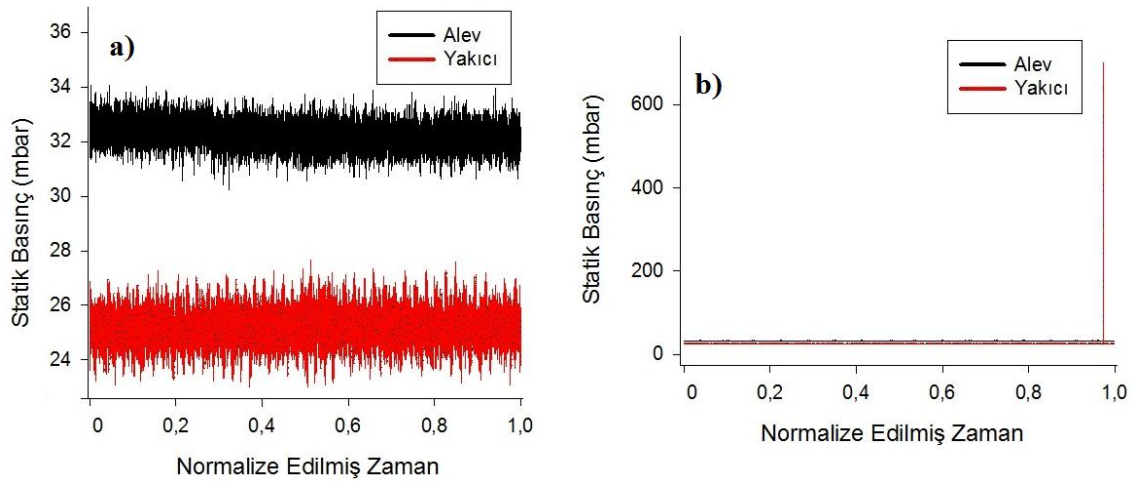 a)
Alev
Yakıcı
Statik Basınç (mbar)
36
34
32
30
28
26
24
0 0,2 0,4 0,6 0,8 1,0
Normalize Edilmiş Zaman
b)
Alev
Yakıcı
Statik Basınç (mbar)
600
400
200
0
0 0,2 0,4 0,6 0,8 1,0
Normalize Edilmiş Zaman